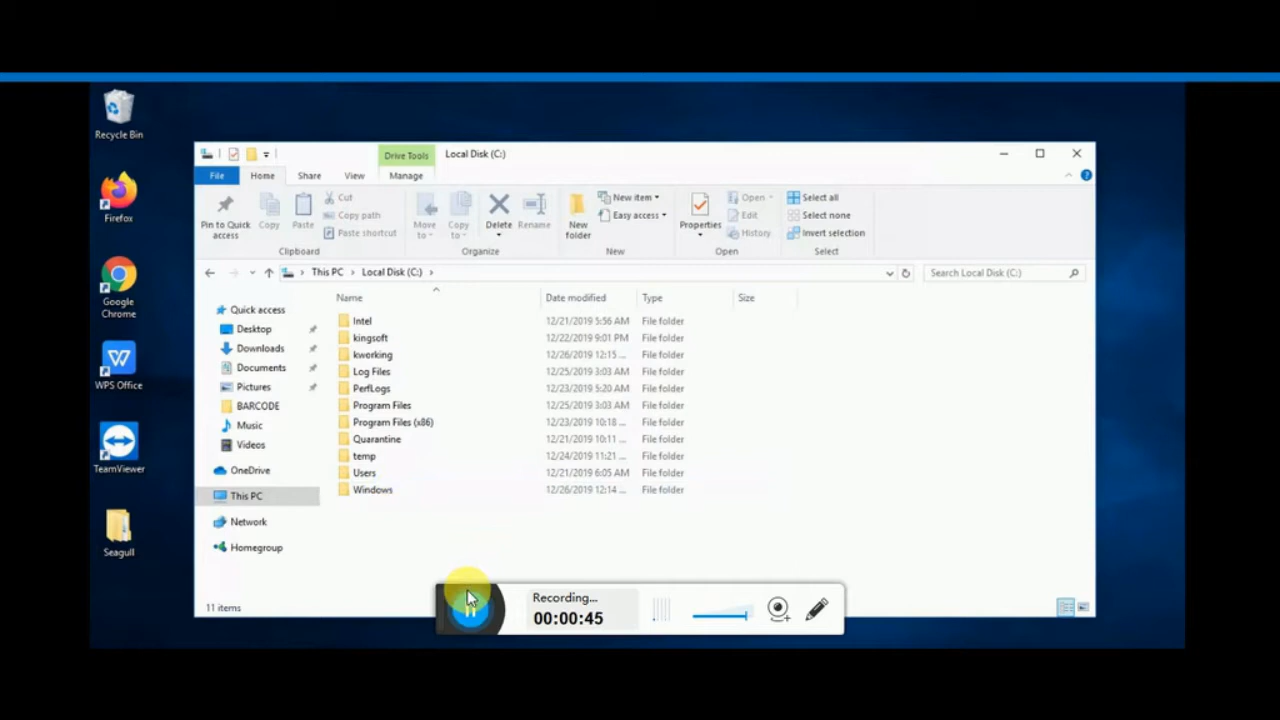 Recycle Bin
Firefox
Google
Chrome
WPS Office
TeamViewer
Seagull
Drive Tools
Local Disk (C:)
File
Home
Share
View
Manage
Pin to Quick
access
Copy
Paste
Cut
Copy path
Paste shortcut
Clipboard
Move
to
Copy
to
Delete
Rename
Organize
New
folder
New item
Easy access
New
Properties
Open
Edit
History
Open
Select all
Select none
Invert selection
Select
This PC
Local Disk (C:)
Search Local Disk (C:)
Quick access
Desktop
Downloads
Documents
Pictures
BARCODE
Music
Videos
OneDrive
This PC
Network
Homegroup
Name Date modified Type Size
Intel 12/21/2019 5:56 AM File folder
kingsoft 12/22/2019 9:01 PM File folder
kworking 12/26/2019 12:15 ... File folder
Log Files 12/25/2019 3:03 AM File folder
PerfLogs 12/23/2019 5:20 AM File folder
Program Files 12/25/2019 3:03 AM File folder
Program Files (x86) 12/23/2019 10:18 ... File folder
Quarantine 12/21/2019 10:11 ... File folder
temp 12/24/2019 11:21 ... File folder
Users 12/21/2019 6:05 AM File folder
Windows 12/26/2019 12:14 ... File folder
11 items
Recording...
00:00:45